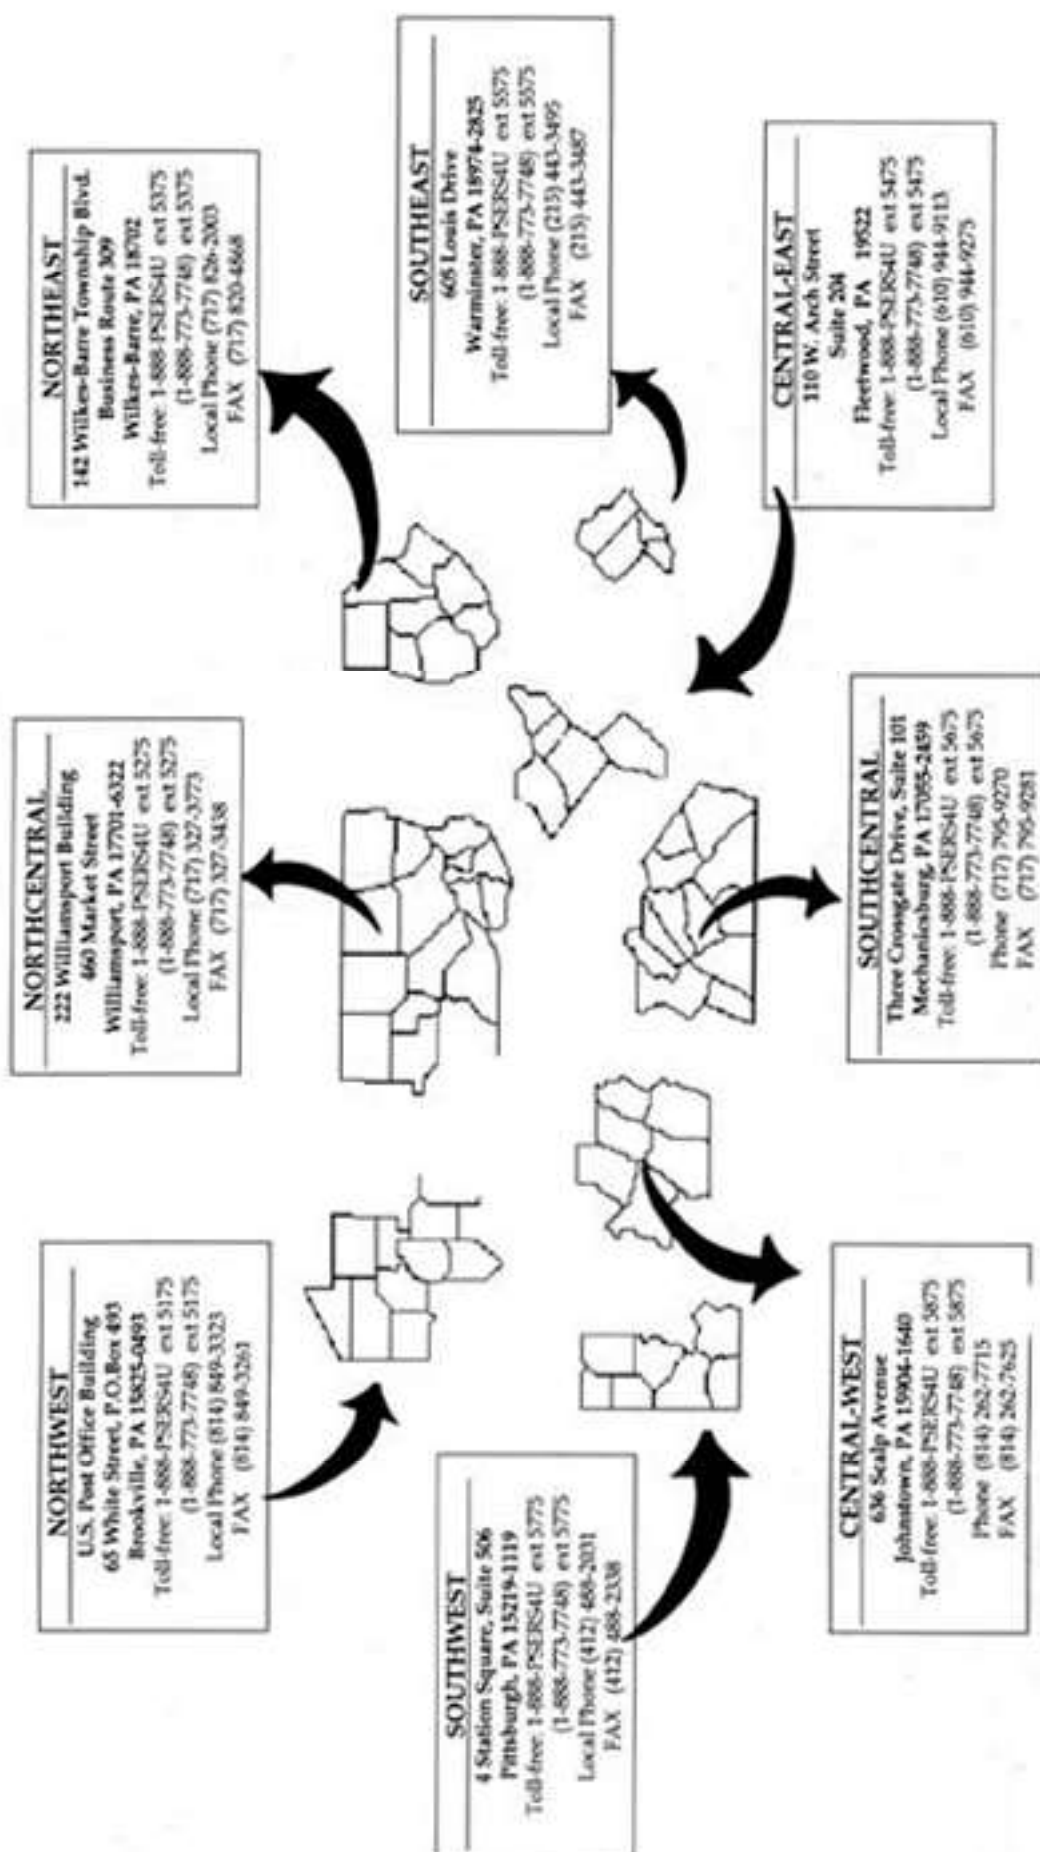 NORTHWEST
U.S. Post Office Building
65 White Street, P.O.Box 493
Brookville, PA 15825-0493
Toll-free: 1-888-PSERS4U ext 5175
(1-888-773-7748) ext 5175
Local Phone (814) 849-3323
FAX (814) 849-3261
NORTHCENTRAL
222 Williamsport Building
460 Market Street
Williamsport, PA 17701-6322
Toll-free: 1-888-PSERS4U ext 5275
(1-888-773-7748) ext 5275
Local Phone (717) 327-3773
FAX (717) 327-3438
NORTHEAST
142 Wilkes-Barre Township Blvd.
Business Route 309
Wilkes-Barre, PA 18702
Toll-free: 1-888-PSERS4U ext 5375
(1-888-773-7748) ext 5375
Local Phone (717) 826-2003
FAX (717) 820-4868
SOUTHWEST
4 Station Square, Suite 506
Pittsburgh, PA 15219-1119
Toll-free: 1-888-PSERS4U ext 5775
(1-888-773-7748) ext 5775
Local Phone (412) 488-2031
FAX (412) 488-2338
SOUTHEAST
605 Louis Drive
Warminster, PA 18974-2825
Toll-free: 1-888-PSERS4U ext 5575
(1-888-773-7748) ext 5575
Local Phone (215) 443-3495
FAX (215) 443-3487
CENTRAL-WEST
636 Scalp Avenue
Johnstown, PA 15904-1640
Toll-free: 1-888-PSERS4U ext 5875
(1-888-773-7748) ext 5875
Phone (814) 262-7715
FAX (814) 262-7625
SOUTHCENTRAL
Three Crossgate Drive, Suite 101
Mechanicsburg, PA 17055-2459
Toll-free: 1-888-PSERS4U ext 5675
(1-888-773-7748) ext 5675
Phone (717) 795-9270
FAX (717) 795-9281
CENTRAL-EAST
110 W. Arch Street
Suite 204
Fleetwood, PA 19522
Toll-free: 1-888-PSERS4U ext 5475
(1-888-773-7748) ext 5475
Local Phone (610) 944-9113
FAX (610) 944-9275